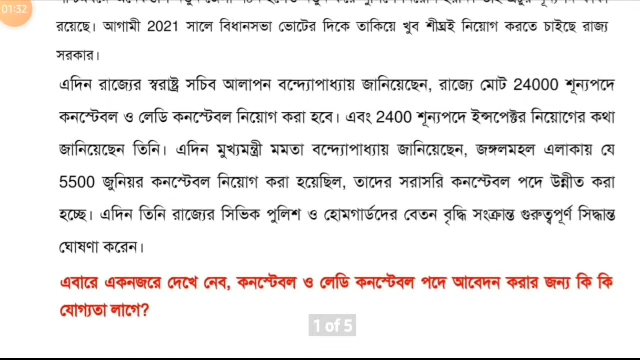 01:32
রয়েছে। আগামী 2021 সালে বিধানসভা ভোটের দিকে তাকিয়ে খুব শীঘ্রই নিয়োগ করতে চাইছে রাজ্য
সরকার।
এদিন রাজ্যের স্বরাষ্ট্র সচিব আলাপন বন্দ্যোপাধ্যায় জানিয়েছেন, রাজ্যে মোট 24000 শূন্যপদে
কনস্টেবল ও লেডি কনস্টেবল নিয়োগ করা হবে। এবং 2400 শূন্যপদে ইন্সপেক্টর নিয়োগের কথা
জানিয়েছেন তিনি। এদিন মুখ্যমন্ত্রী মমতা বন্দ্যোপাধ্যায় জানিয়েছেন, জঙ্গলমহল এলাকায় যে
5500 জুনিয়র কনস্টেবল নিয়োগ করা হয়েছিল, তাদের সরাসরি কনস্টেবল পদে উন্নীত করা
হচ্ছে। এদিন তিনি রাজ্যের সিভিক পুলিশ ও হোমগার্ডদের বেতন বৃদ্ধি সংক্রান্ত গুরুত্বপূর্ণ সিদ্ধান্ত
ঘোষণা করেন।
এবারে একনজরে দেখে নেব, কনস্টেবল ও লেডি কনস্টেবল পদে আবেদন করার জন্য কি কি
যোগ্যতা লাগে?
1 of 5